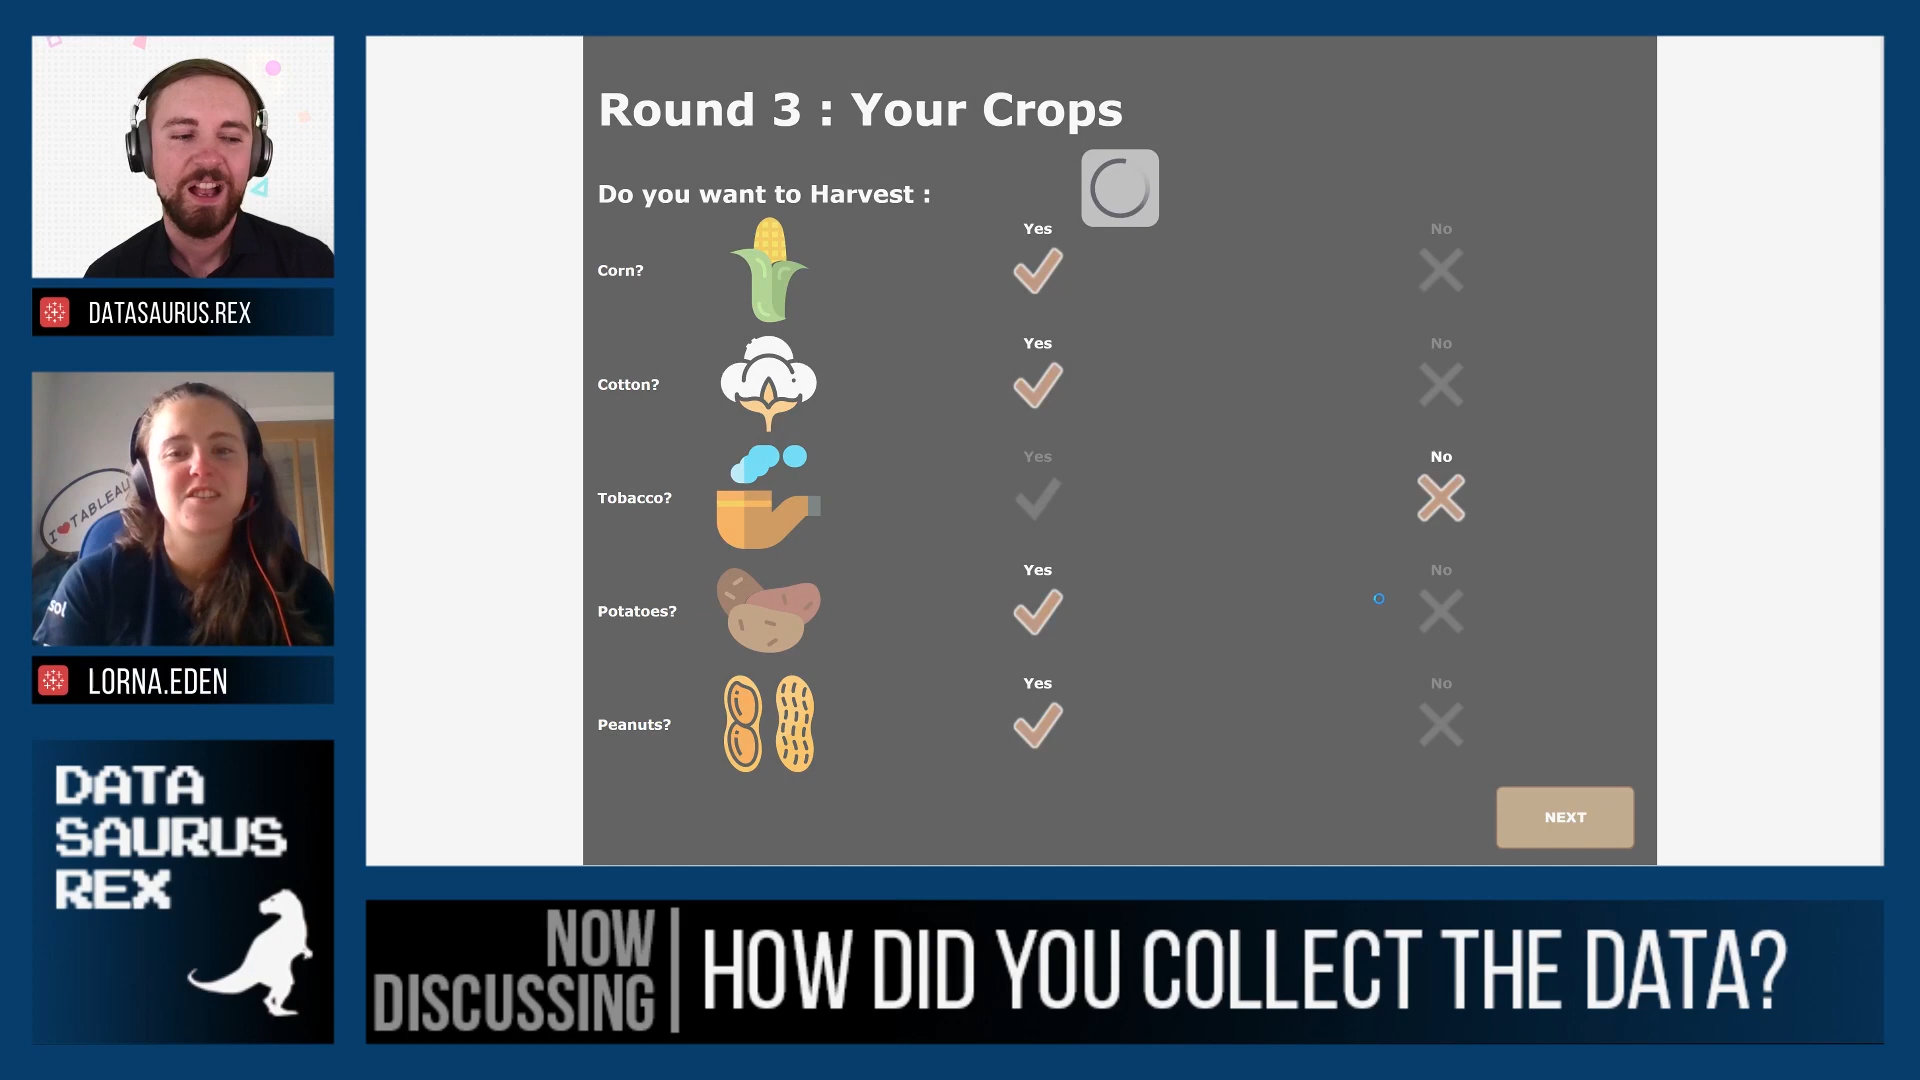 Round 3 : Your Crops
Do you want to Harvest :
Corn?
Yes
No
Cotton?
Yes
No
Tobacco?
Yes
No
Potatoes?
Yes
No
Peanuts?
Yes
No
NEXT
DATASAURUS.REX
I TABLEAU
sol
LORNA.EDEN
DATA
SAURUS
REX
NOW
DISCUSSING
HOW DID YOU COLLECT THE DATA?